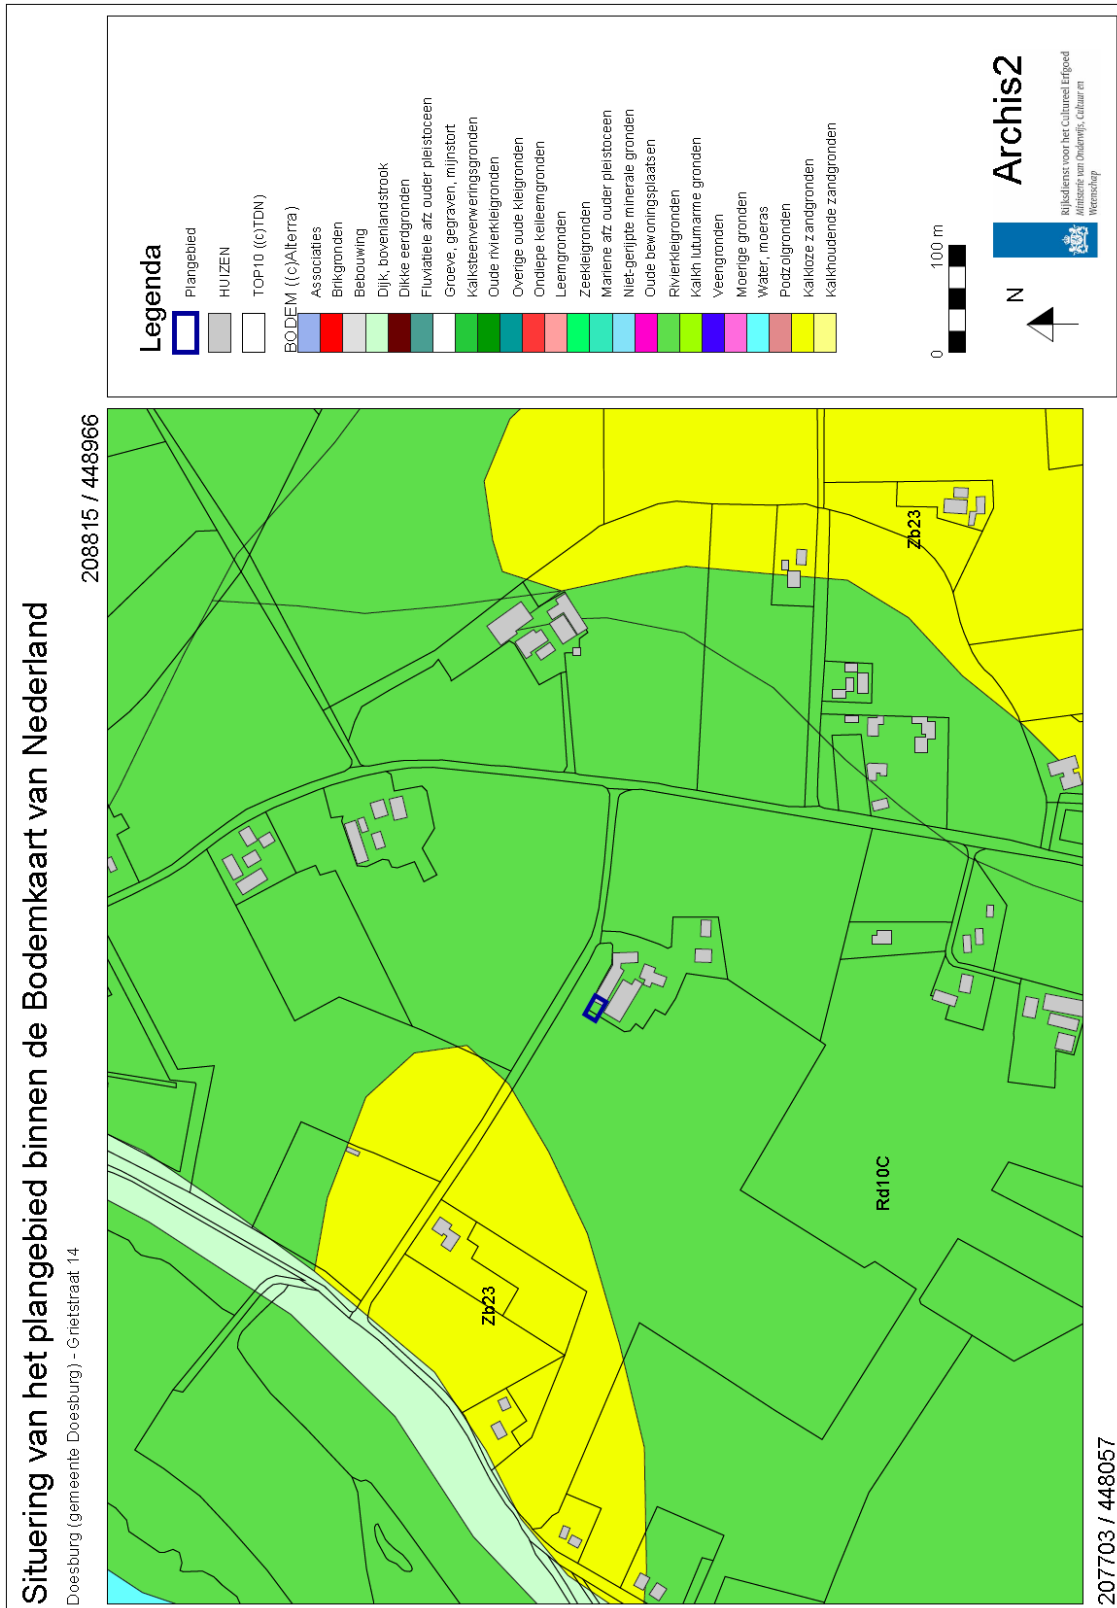 Situering van het plangebied binnen de Bodemkaart van Nederland
Doesburg (gemeente Doesburg) - Grietstraat 14
208815 / 448966
207703 / 448057
Zb23
Zb23
Rd10C
Legenda
Plangebied
HUIZEN
TOP10 ((c)TDN)
BODEM ((c)Alterra)
Associaties
Brikgronden
Bebouwing
Dijk, bovenlandstrook
Dikke eerdgronden
Fluviatiele afz ouder pleistoceen
Groeve, gegraven, mijnstort
Kalksteenverweringsgronden
Oude rivierkleigronden
Overige oude kleigronden
Ondiepe keileemgronden
Leemgronden
Zeekleigronden
Mariene afz ouder pleistoceen
Niet-gerijpte minerale gronden
Oude bewoningsplaatsen
Rivierkleigronden
Kalkh lutumarme gronden
Veengronden
Moerige gronden
Water, moeras
Podzolgronden
Kalkloze zandgronden
Kalkhoudende zandgronden
0 100 m
N
Archis2
Rijksdienst voor het Cultureel Erfgoed
Ministerie van Onderwijs, Cultuur en
Wetenschap